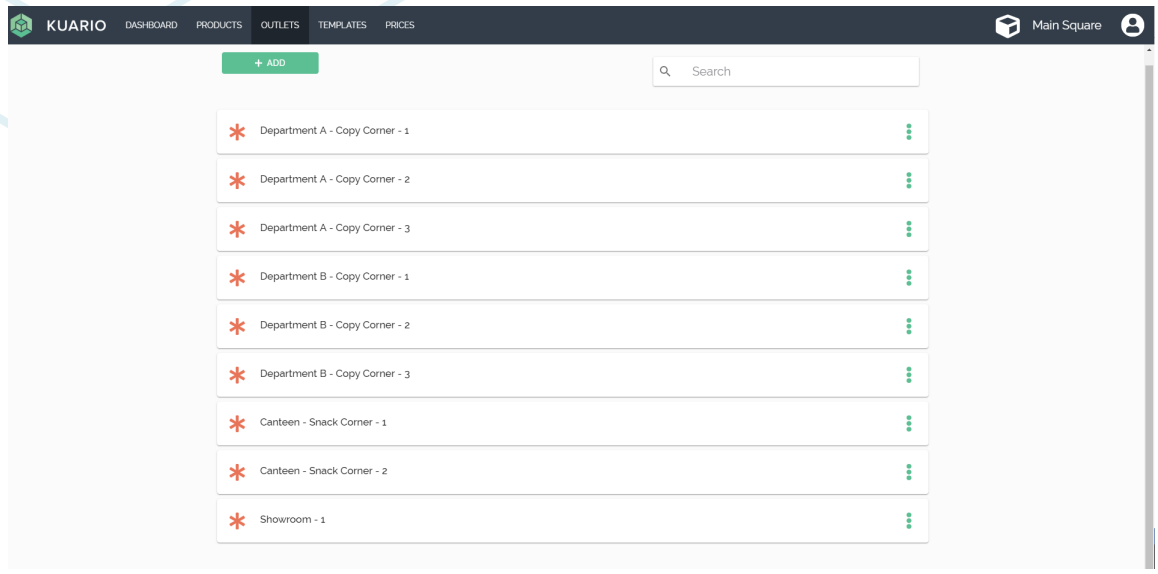 KUARIO DASHBOARD PRODUCTS OUTLETS TEMPLATES PRICES Main Square
+ ADD
Search
Department A - Copy Corner - 1
Department A - Copy Corner - 2
Department A - Copy Corner - 3
Department B - Copy Corner - 1
Department B - Copy Corner - 2
Department B - Copy Corner - 3
Canteen - Snack Corner - 1
Canteen - Snack Corner - 2
Showroom - 1